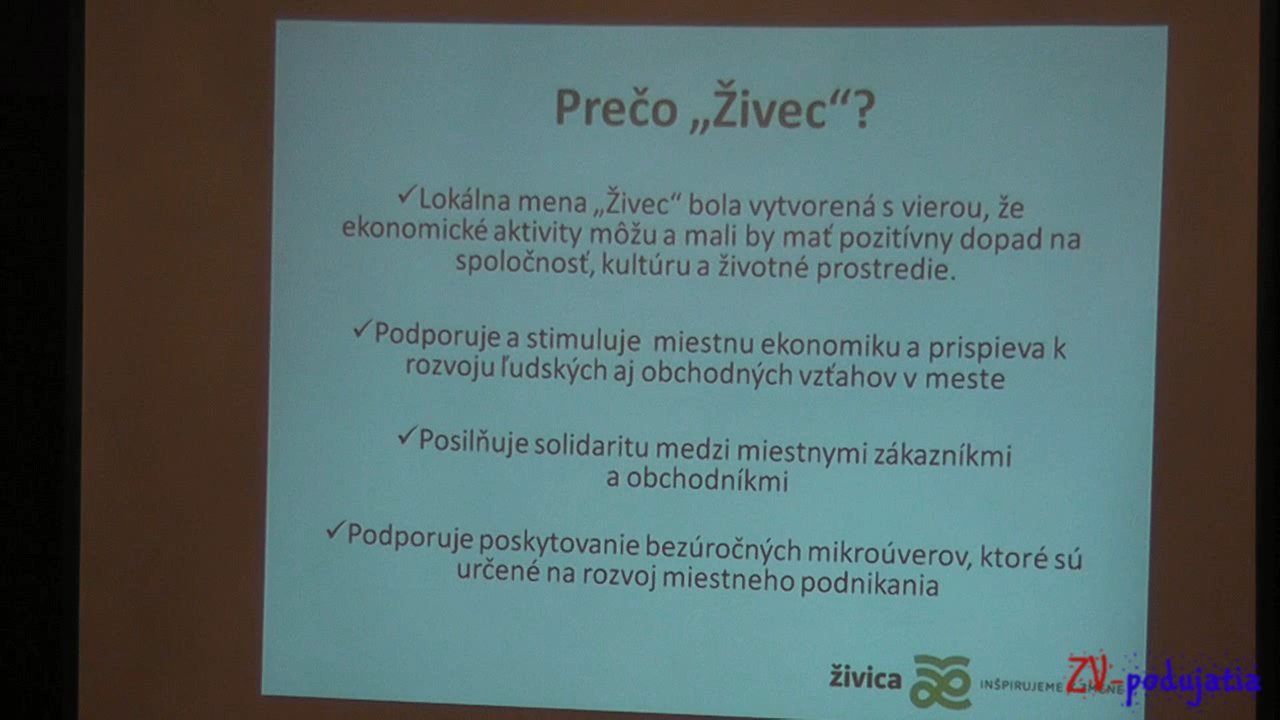 Prečo „Živec“?
✓Lokálna mena „Živec“ bola vytvorená s vierou, že
ekonomické aktivity môžu a mali by mať pozitívny dopad na
spoločnosť, kultúru a životné prostredie.
✓Podporuje a stimuluje miestnu ekonomiku a prispieva k
rozvoju ľudských aj obchodných vzťahov v meste
✓Posilňuje solidaritu medzi miestnymi zákazníkmi
a obchodníkmi
✓Podporuje poskytovanie bezúročných mikroúverov, ktoré sú
určené na rozvoj miestneho podnikania
živica INŠPIRUJEME
ZV-podujatia